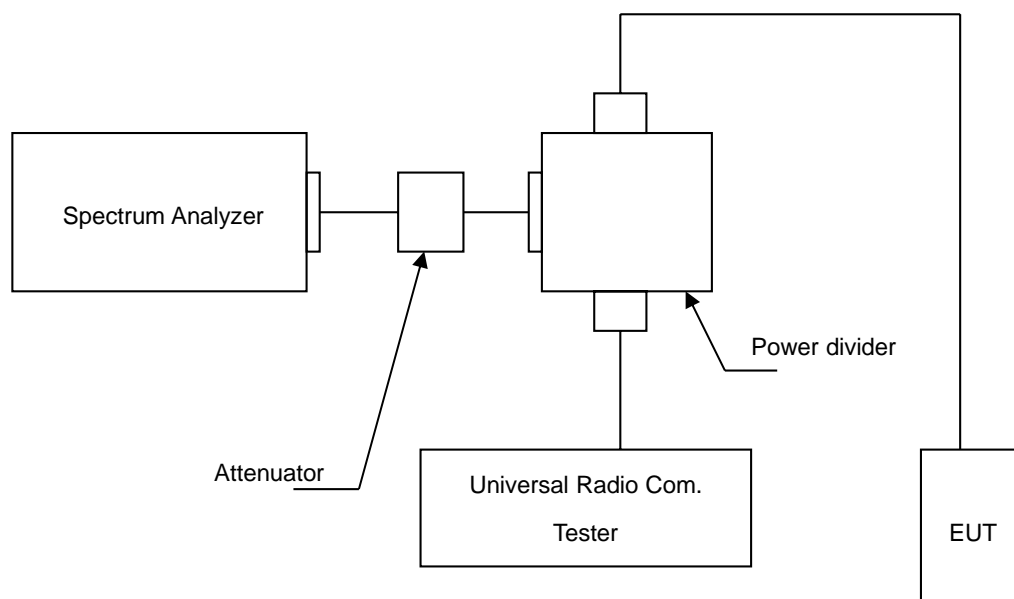 Spectrum Analyzer
Power divider
Attenuator
Universal Radio Com.
Tester
EUT